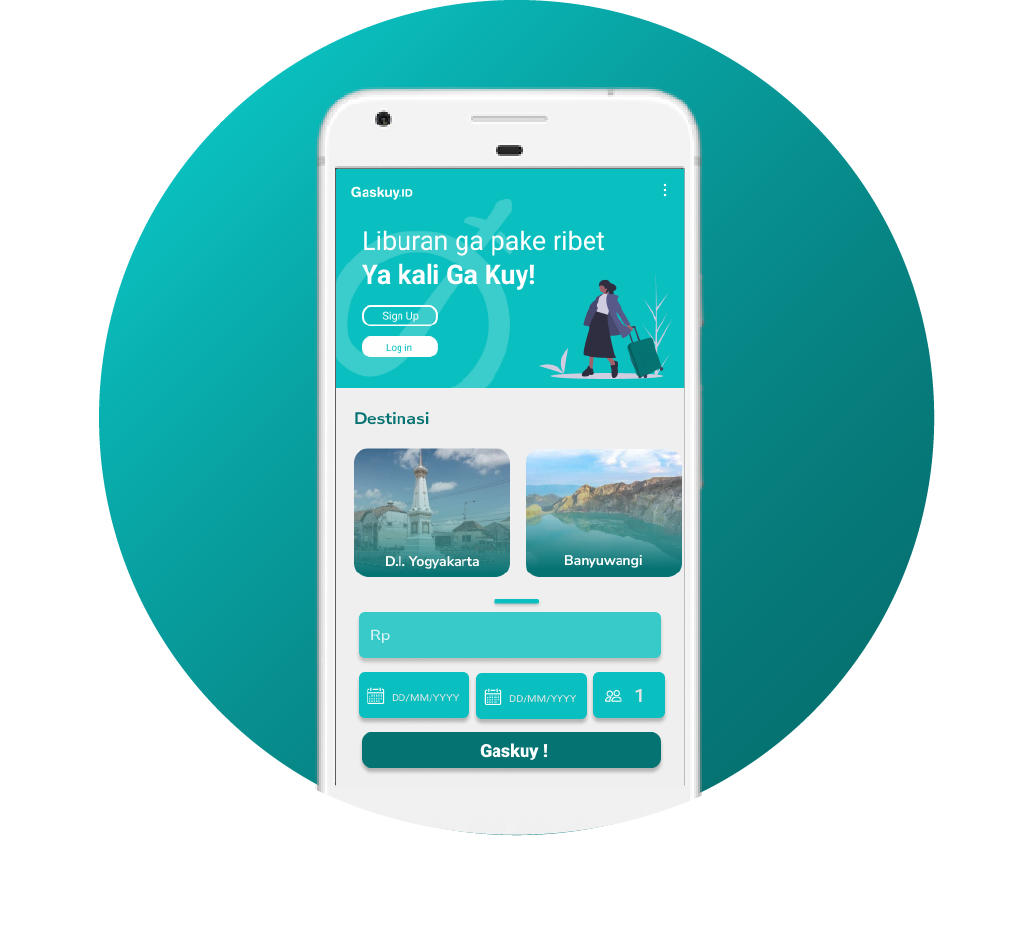 Gaskuy.ID
Liburan ga pake ribet
Ya kali Ga Kuy!
Sign Up
Log in
Destinasi
D.I. Yogyakarta
Banyuwangi
Rp
DD/MM/YYYY
DD/MM/YYYY
1
Gaskuy !